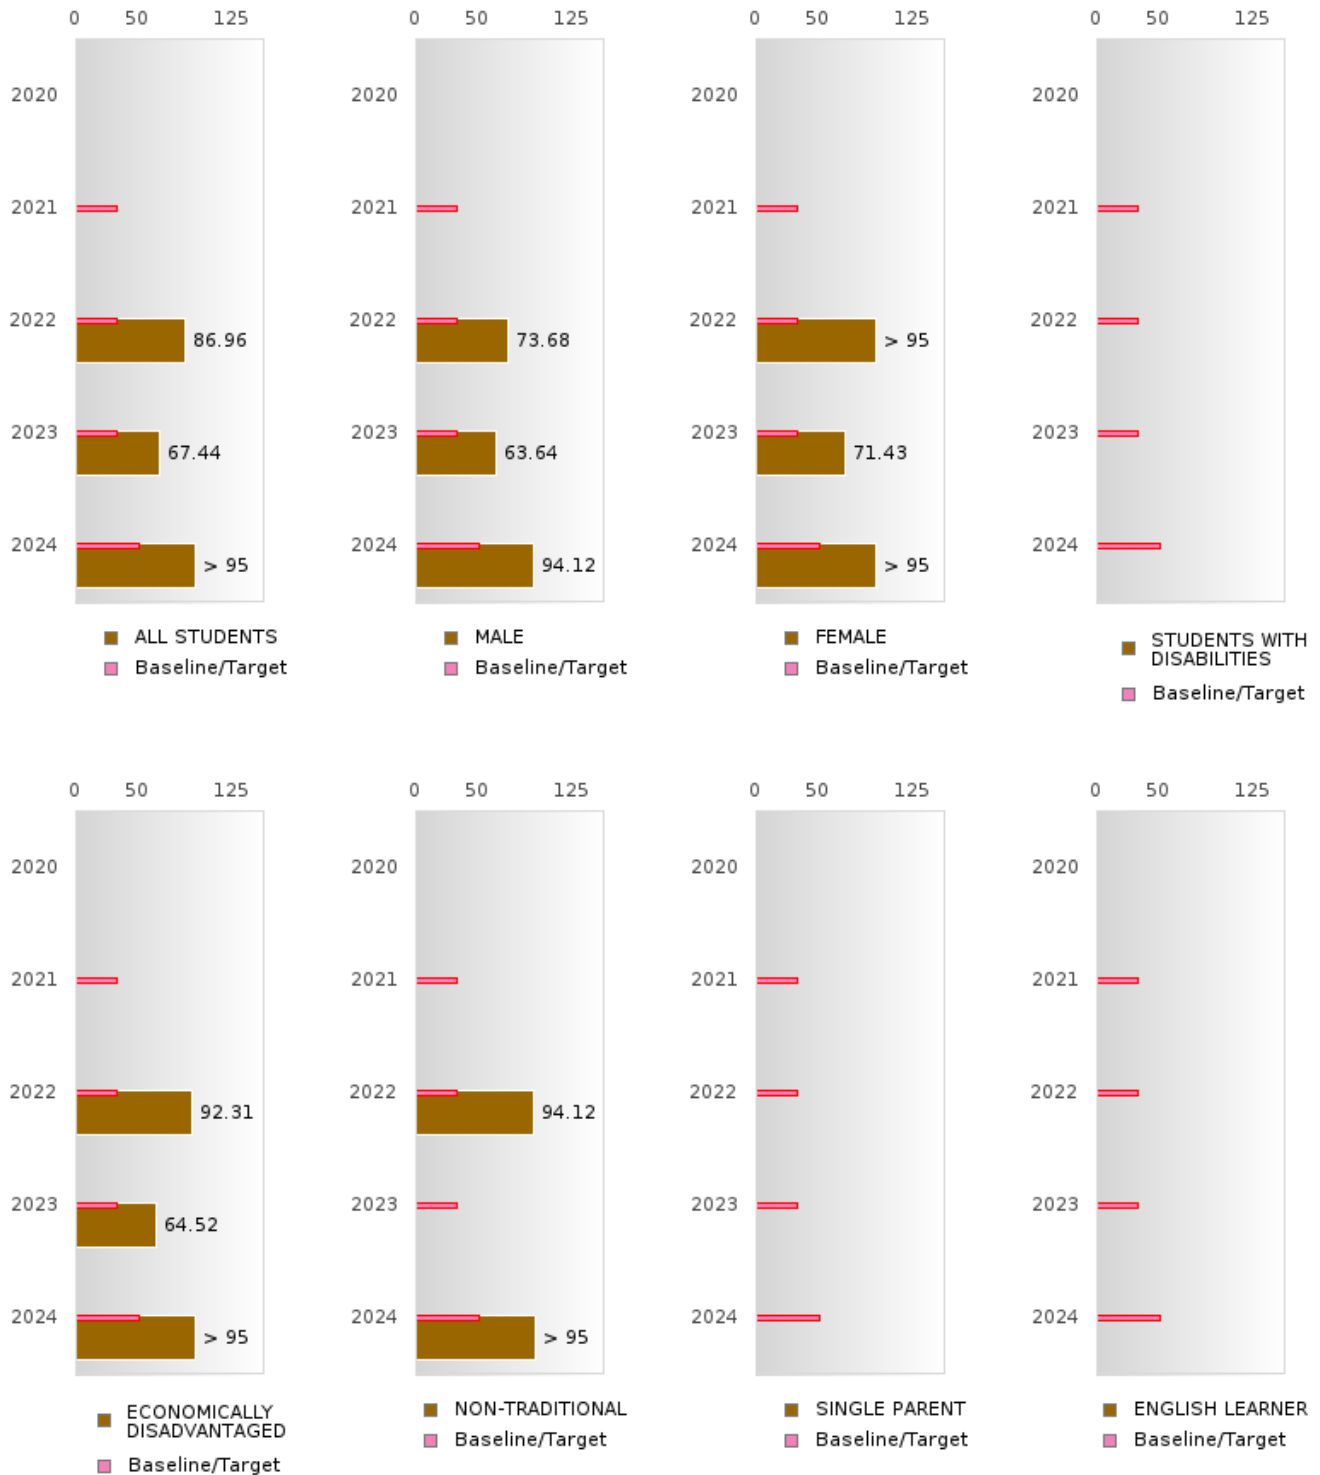 0 50 125
0 50 125
0 50 125
0 50 125
2020
2020
2020
2020
2021
2021
2021
2021
2022
86.96
2022
73.68
2022
> 95
2022
2023
67.44
2023
63.64
2023
71.43
2023
2024
> 95
2024
94.12
2024
> 95
2024
ALL STUDENTS
Baseline/Target
MALE
Baseline/Target
FEMALE
Baseline/Target
STUDENTS WITH
DISABILITIES
Baseline/Target
0 50 125
0 50 125
0 50 125
0 50 125
2020
2020
2020
2020
2021
2021
2021
2021
2022
92.31
2022
94.12
2022
2022
2023
64.52
2023
2023
2023
2024
> 95
2024
> 95
2024
2024
ECONOMICALLY
DISADVANTAGED
Baseline/Target
NON-TRADITIONAL
Baseline/Target
SINGLE PARENT
Baseline/Target
ENGLISH LEARNER
Baseline/Target